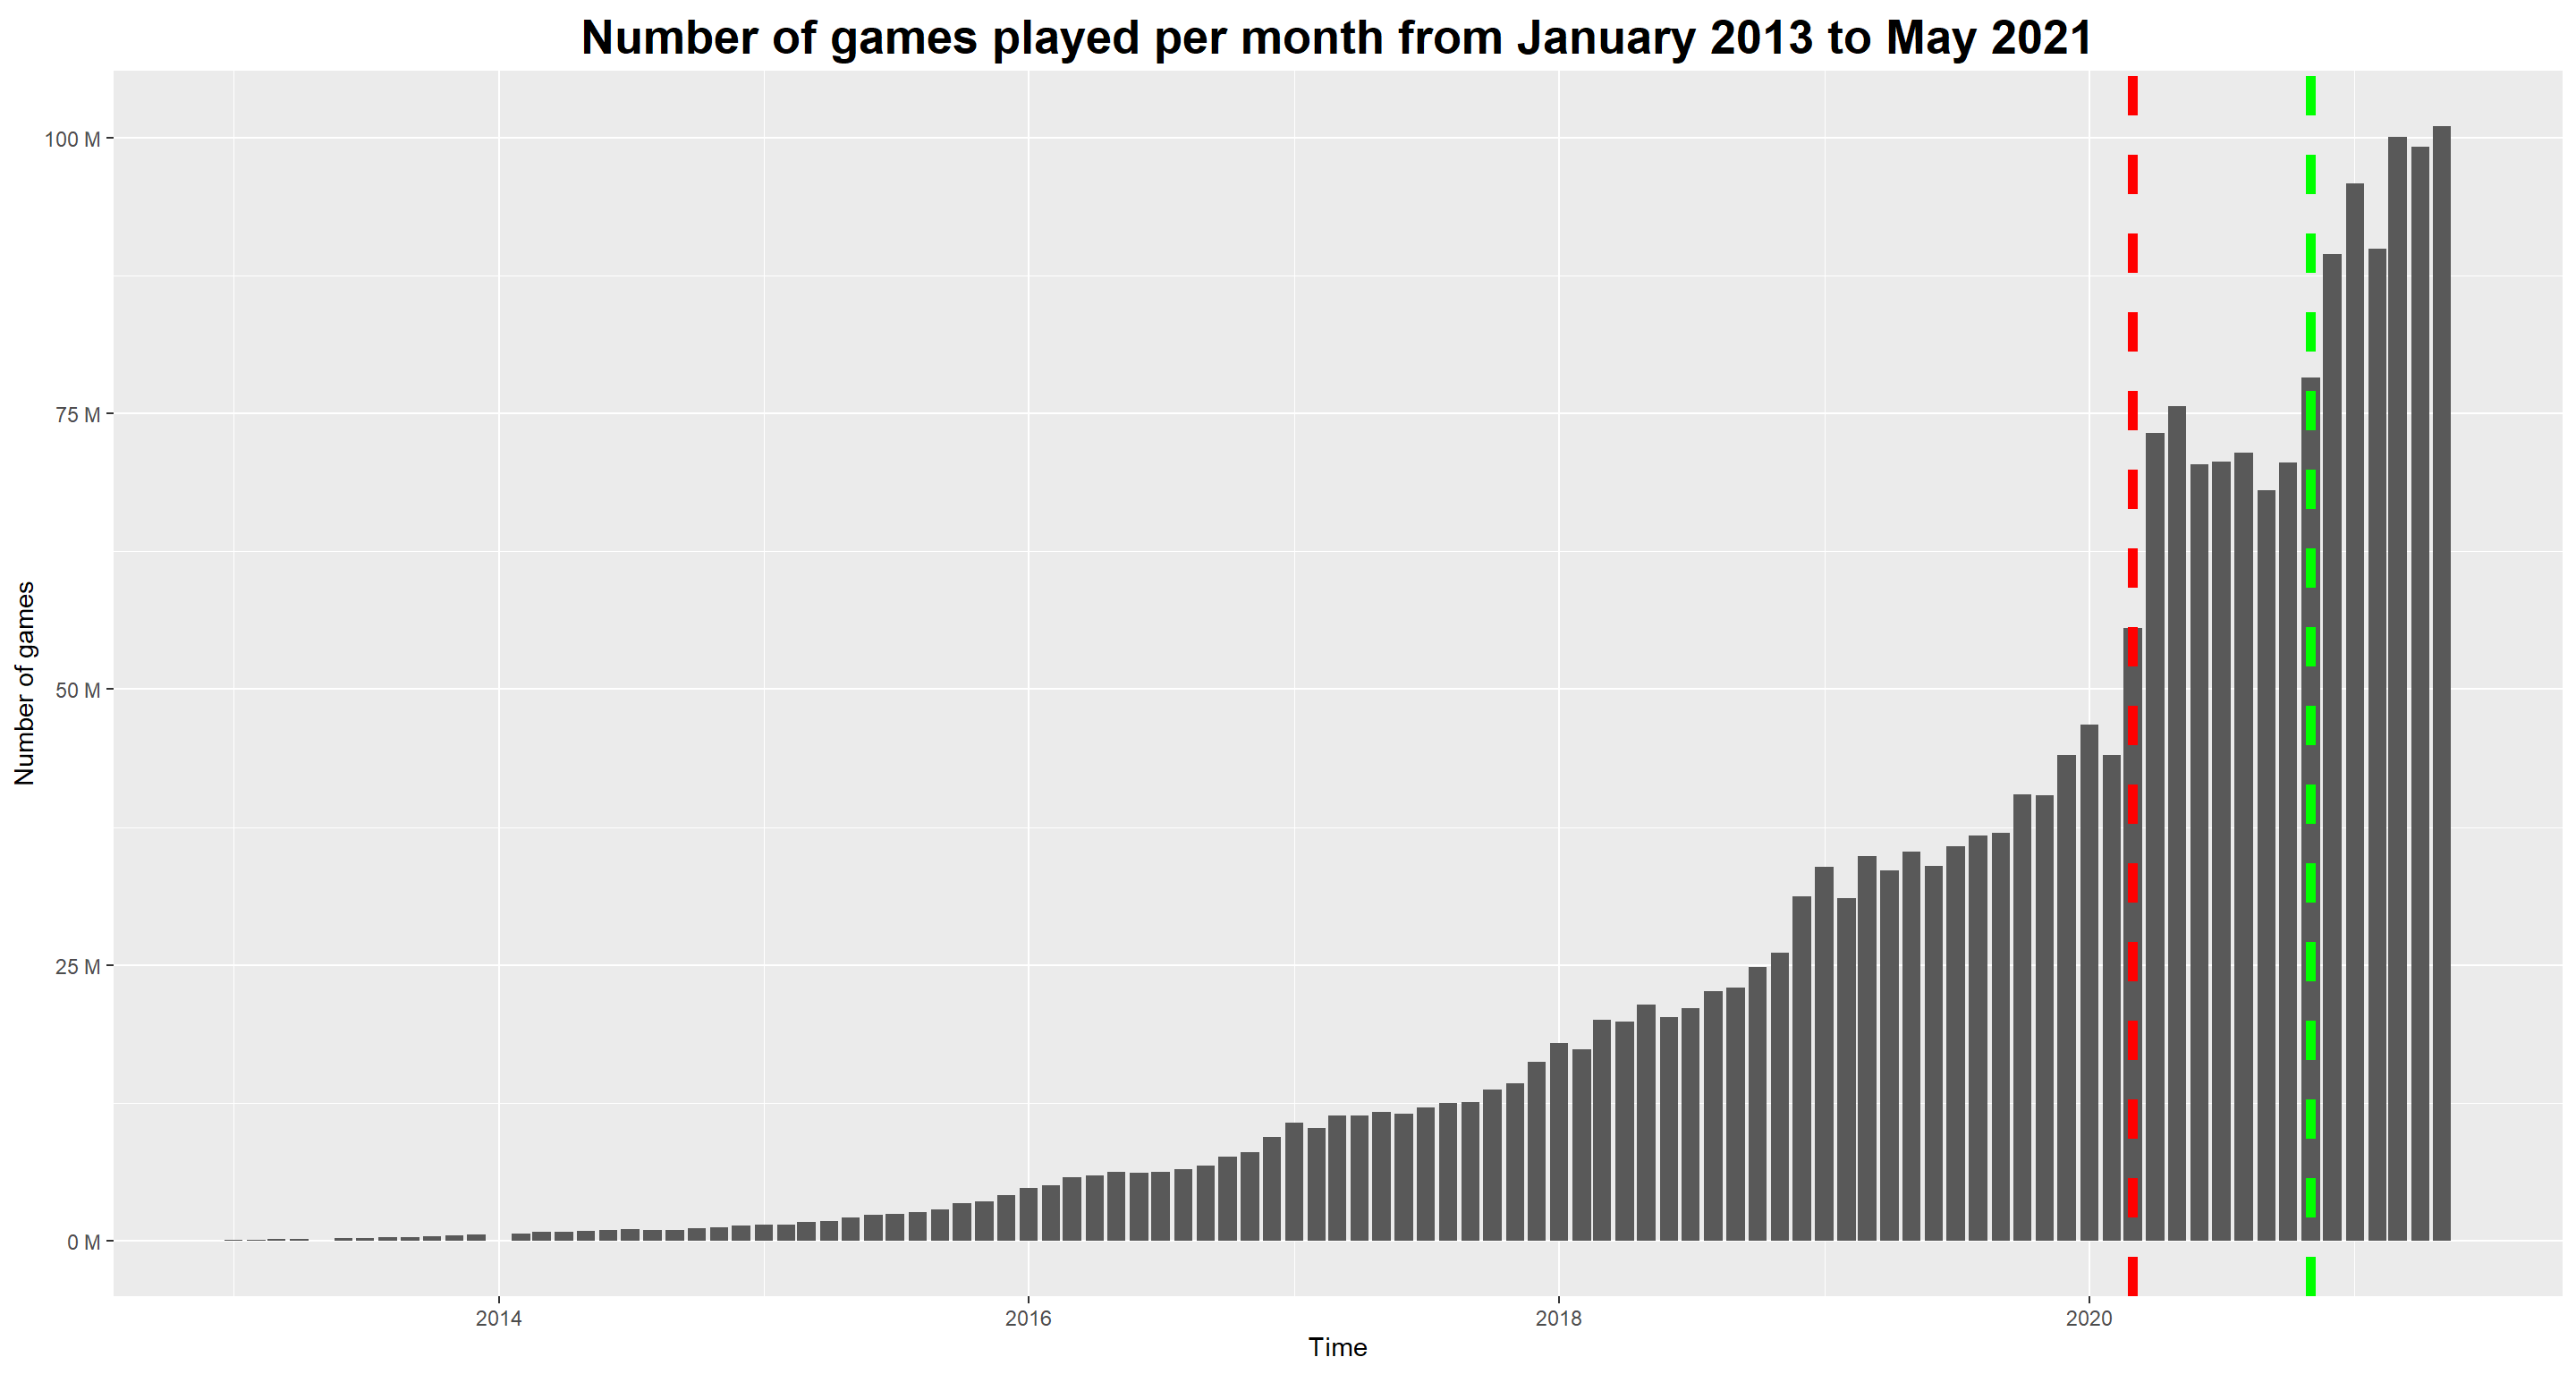 Number of games played per month from January 2013 to May 2021
100 M
75 M
50 M
25 M
0 M
Number of games
2014
2016
2018
2020
Time